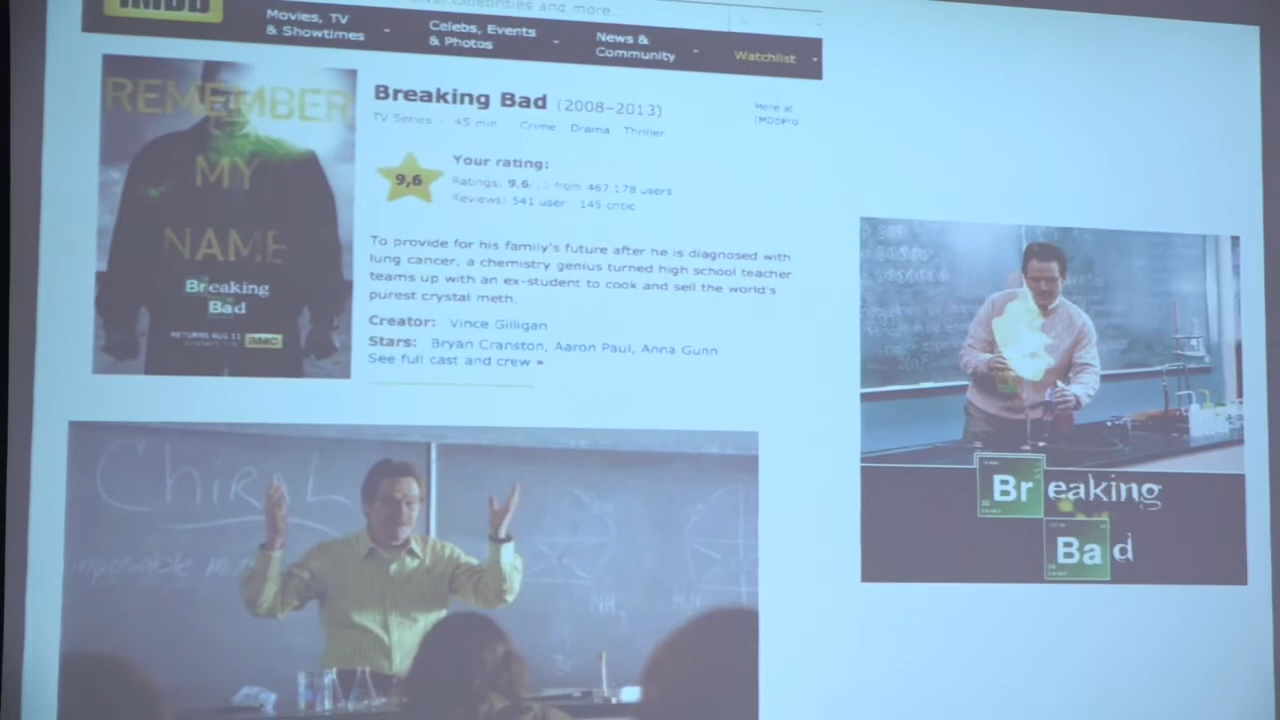 IMDb
Celebrities and more...
Movies, TV
& Showtimes
Celebs, Events
& Photos
News &
Community
Watchlist
REMEMBER
MY
NAME
Breaking
Bad
RETURNS AUG 11
AMC
Breaking Bad (2008-2013)
TV Series - 45 min - Crime Drama Thriller
More at
IMDbPro
9,6
Your rating:
Ratings: 9,6/10 from 467.178 users
Reviews: 541 user 145 critic
To provide for his family's future after he is diagnosed with
lung cancer, a chemistry genius turned high school teacher
teams up with an ex-student to cook and sell the world's
purest crystal meth.
Creator: Vince Gilligan
Stars: Bryan Cranston, Aaron Paul, Anna Gunn
See full cast and crew »
Chiral
Breaking
Bad